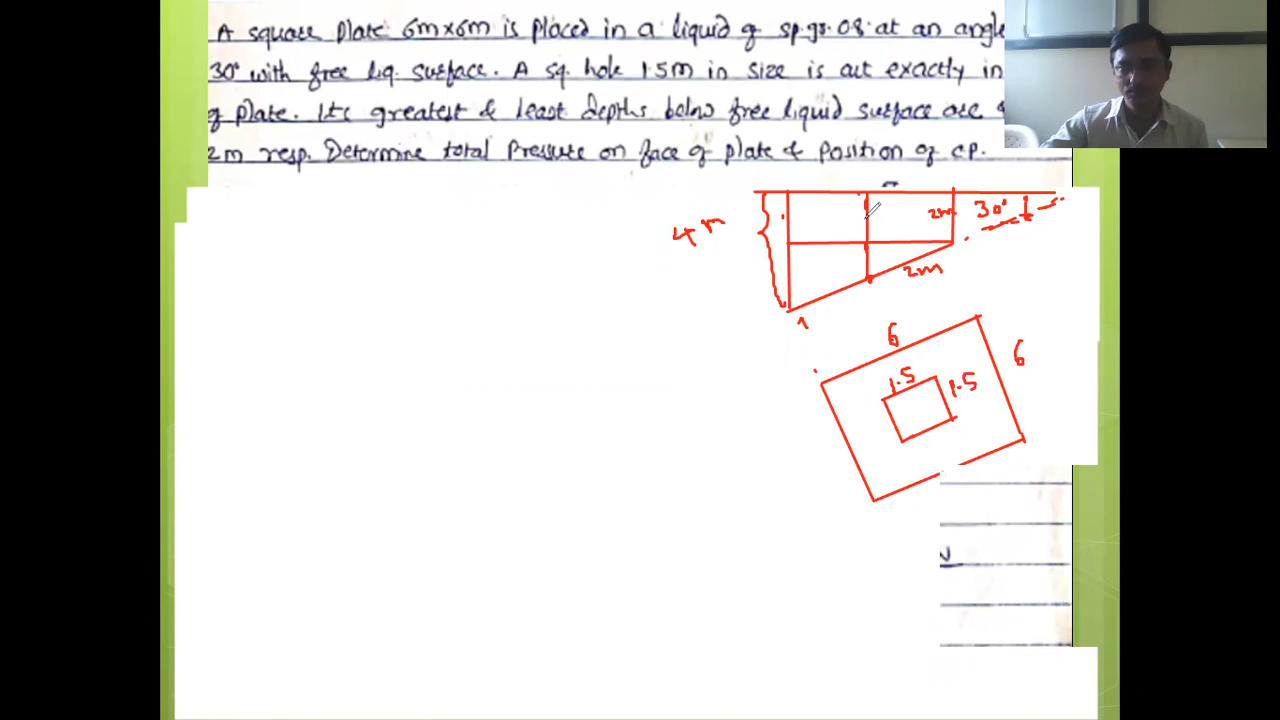 A square plate 6mx6m is placed in a liquid of sp.gr. 0.8 at an angle
30° with free liq. surface. A sq. hole 1.5m in size is cut exactly in
of plate. Its greatest & least depths below free liquid surface are
2m resp. Determine total Pressure on face of plate & Position of cp.
2m 30°
4 m
2m
6
6
1.5
1.5